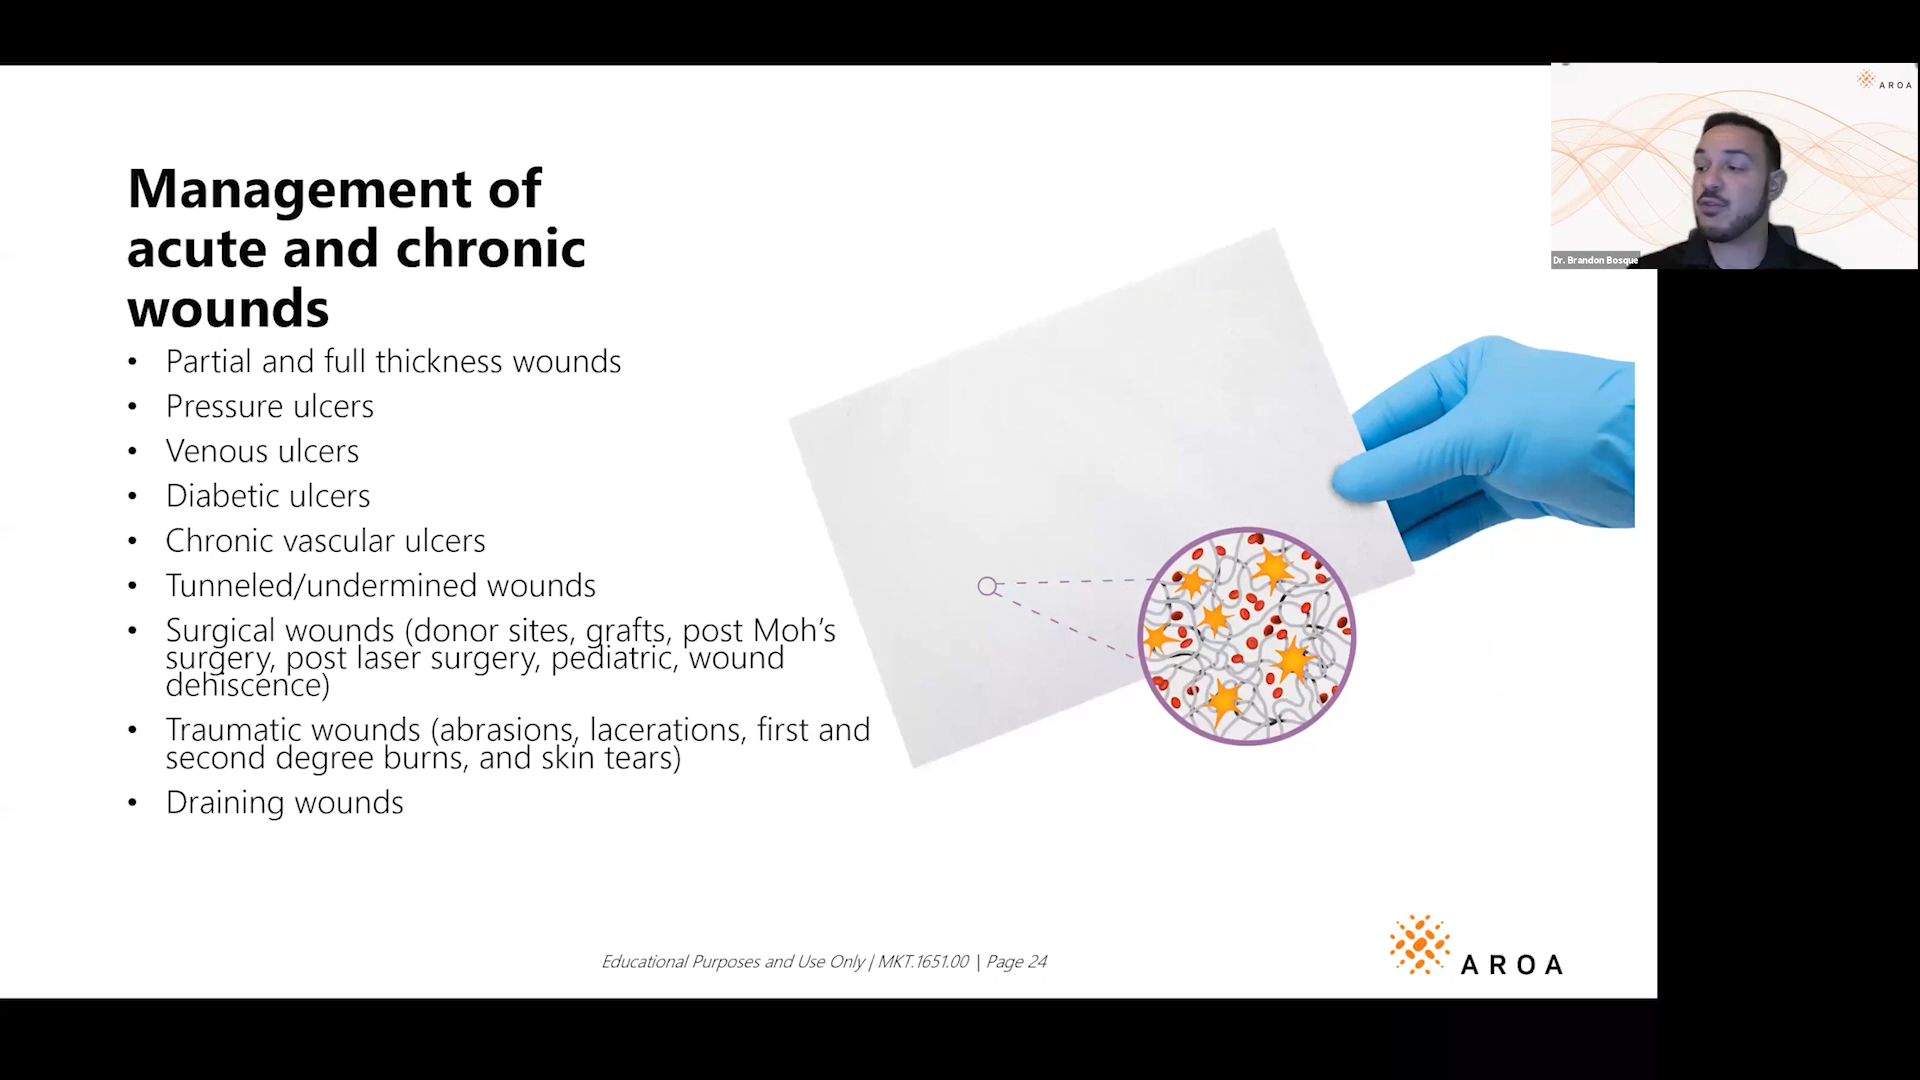 AROA
Dr. Brandon Bosque
Management of
acute and chronic
wounds
• Partial and full thickness wounds
• Pressure ulcers
• Venous ulcers
• Diabetic ulcers
• Chronic vascular ulcers
• Tunneled/undermined wounds
• Surgical wounds (donor sites, grafts, post Moh’s
surgery, post laser surgery, pediatric, wound
dehiscence)
• Traumatic wounds (abrasions, lacerations, first and
second degree burns, and skin tears)
• Draining wounds
Educational Purposes and Use Only | MKT.1651.00 | Page 24
AROA